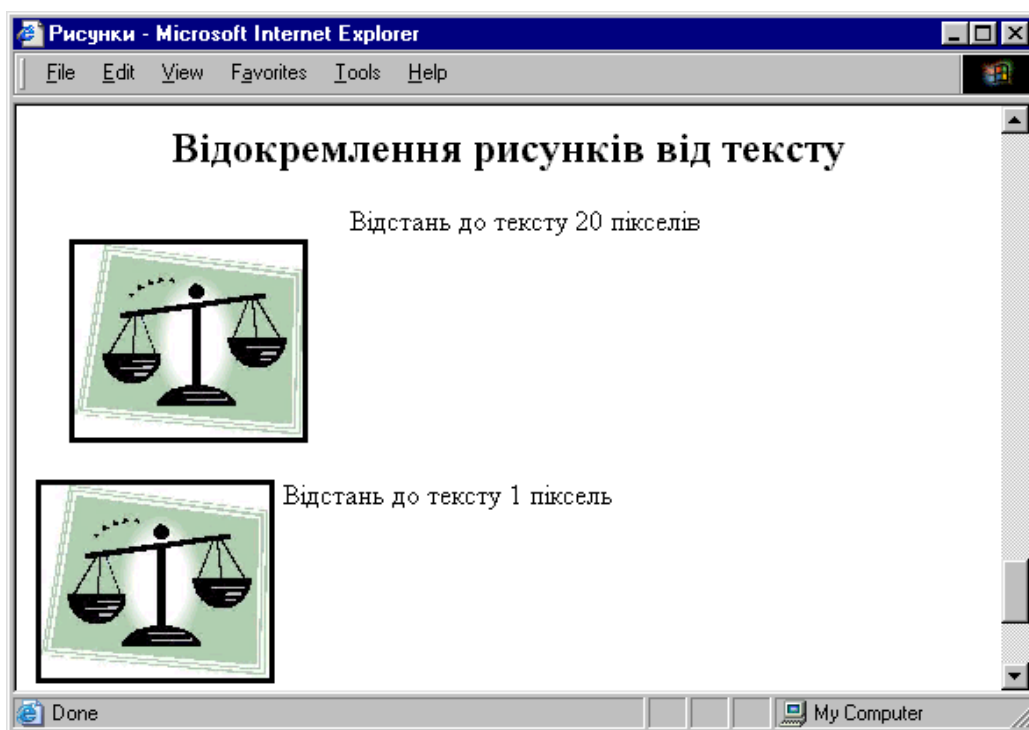 Рисунки - Microsoft Internet Explorer
File Edit View Favorites Tools Help
Відокремлення рисунків від тексту
Відстань до тексту 20 пікселів
Відстань до тексту 1 піксель
Done My Computer